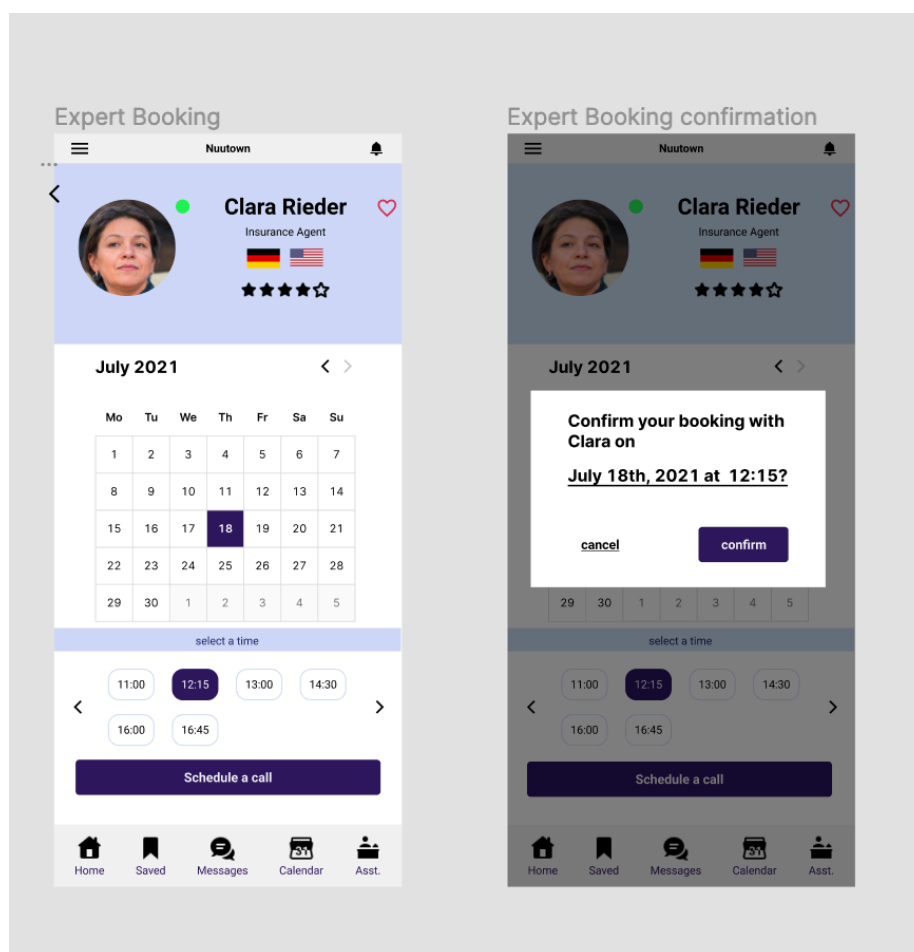 Expert Booking
Nuutown
Clara Rieder
Insurance Agent
July 2021
Mo Tu We Th Fr Sa Su
1 2 3 4 5 6 7
8 9 10 11 12 13 14
15 16 17 18 19 20 21
22 23 24 25 26 27 28
29 30 1 2 3 4 5
select a time
11:00 12:15 13:00 14:30
16:00 16:45
Schedule a call
31
Home Saved Messages Calendar Asst.
Expert Booking confirmation
Nuutown
Clara Rieder
Insurance Agent
July 2021
Confirm your booking with
Clara on
July 18th, 2021 at 12:15?
cancel confirm
29 30 1 2 3 4 5
select a time
11:00 12:15 13:00 14:30
16:00 16:45
Schedule a call
31
Home Saved Messages Calendar Asst.